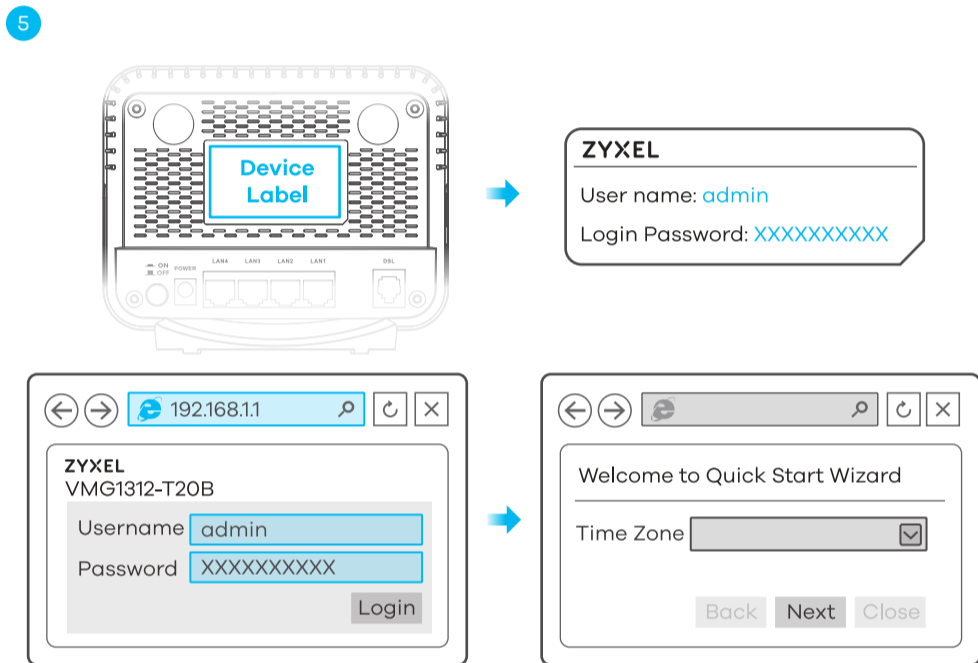 5
Device
Label
ON
OFF
POWER
LAN4 LAN3 LAN2 LAN1
DSL
ZYXEL
User name: admin
Login Password: XXXXXXXXXX
192.168.1.1
ZYXEL
VMG1312-T20B
Username admin
Password XXXXXXXXXX
Login
Welcome to Quick Start Wizard
Time Zone
Back Next Close